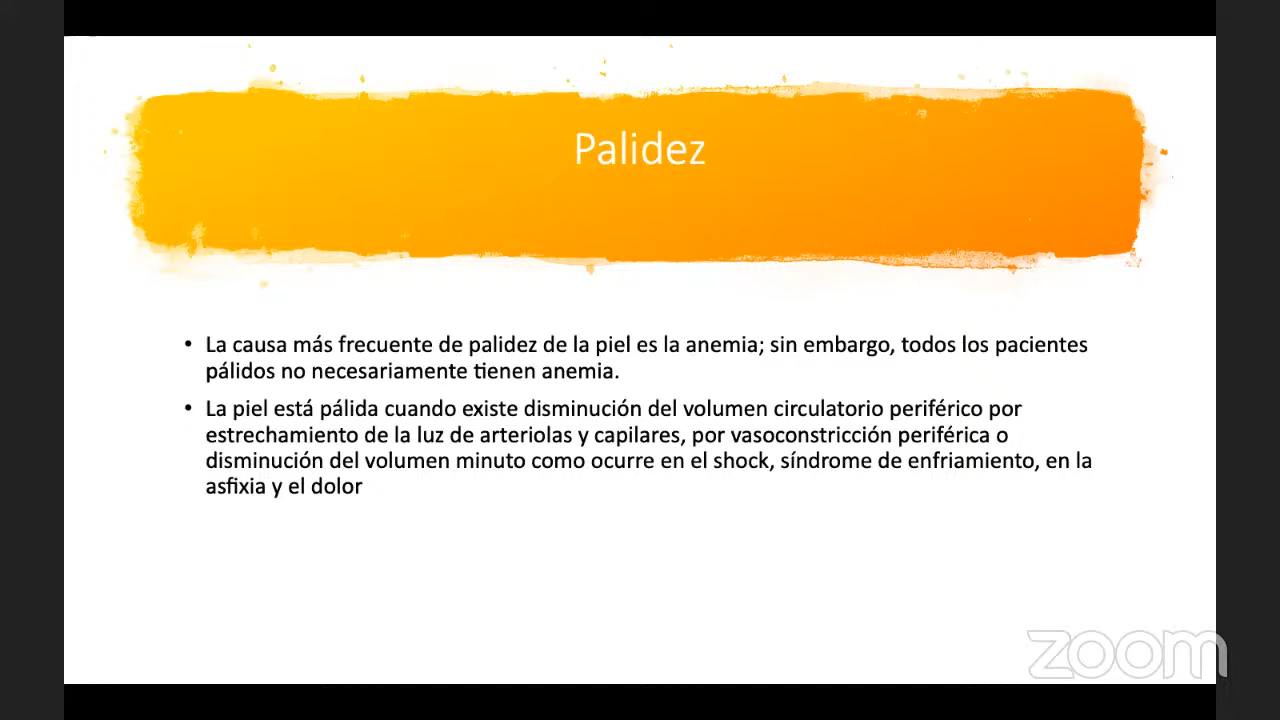 Palidez
• La causa más frecuente de palidez de la piel es la anemia; sin embargo, todos los pacientes
pálidos no necesariamente tienen anemia.
• La piel está pálida cuando existe disminución del volumen circulatorio periférico por
estrechamiento de la luz de arteriolas y capilares, por vasoconstricción periférica o
disminución del volumen minuto como ocurre en el shock, síndrome de enfriamiento, en la
asfixia y el dolor
zoom